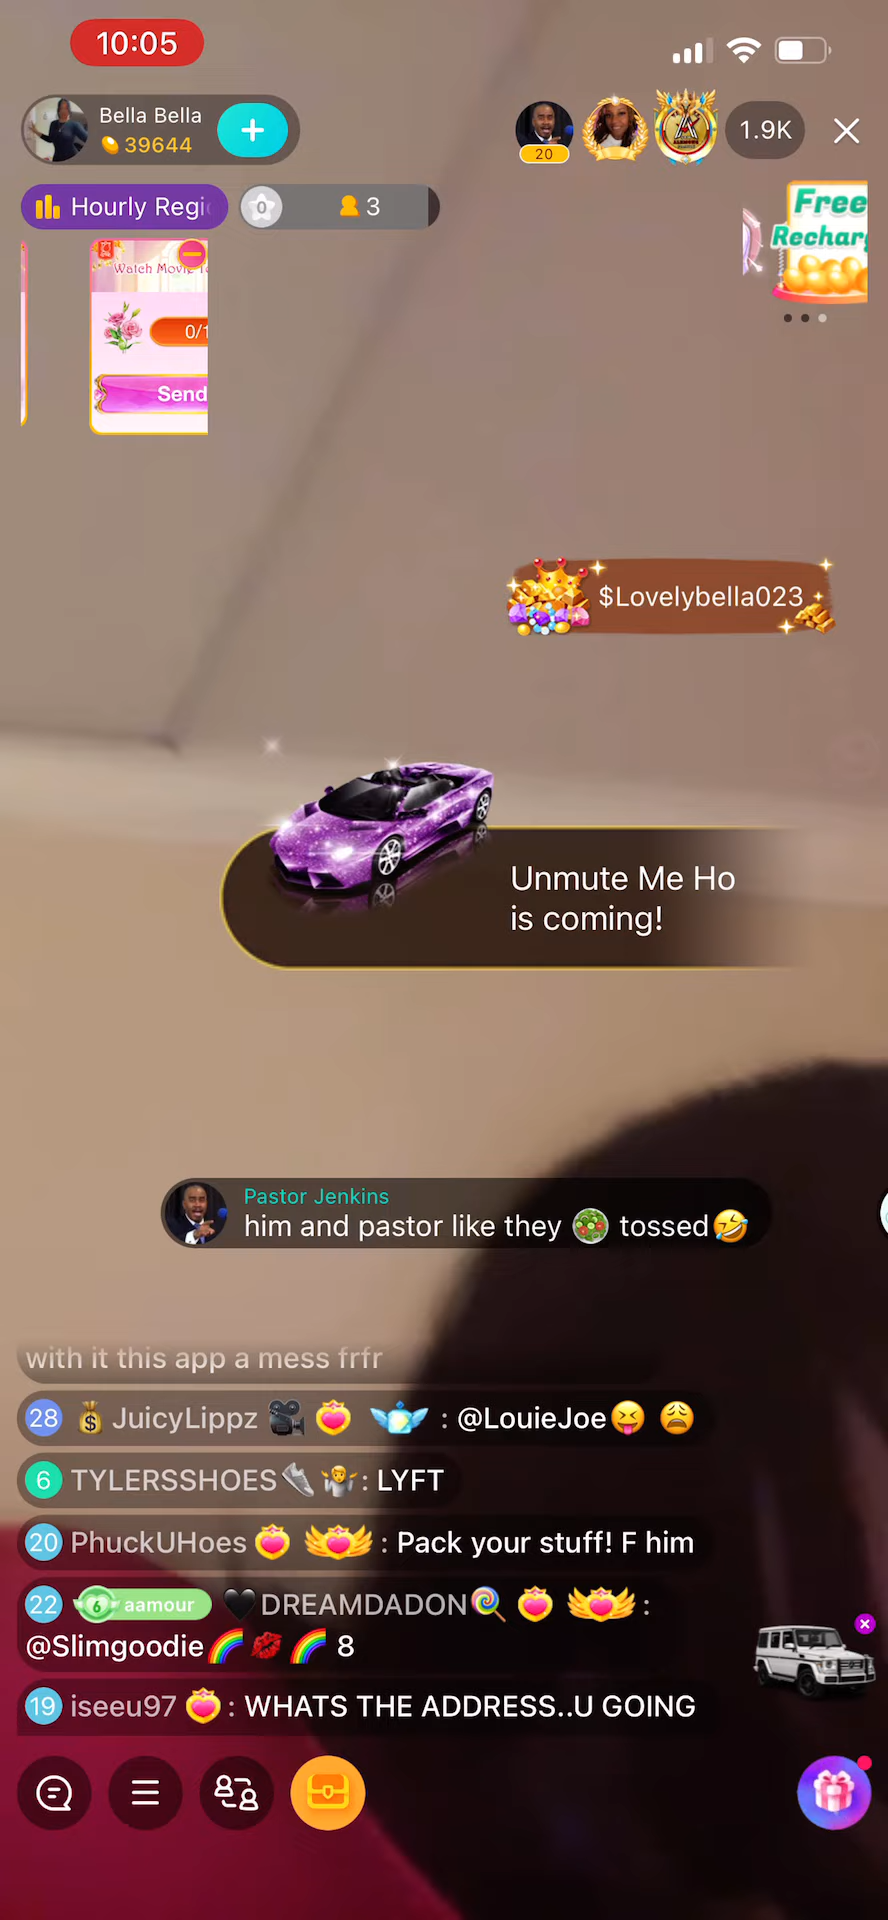 10:05
Bella Bella
39644
20
1.9K
Hourly Regi
0
3
Free
Rechar
Watch Movie
0/1
Send
$Lovelybella023
Unmute Me Ho
is coming!
Pastor Jenkins
him and pastor like they 🥗 tossed🤣
with it this app a mess frfr
28 💰 JuicyLippz 🎥 : @LouieJoe😝 😩
6 TYLERSSHOES👟🤷 : LYFT
20 PhuckUHoes : Pack your stuff! F him
22 6 aamour 🖤DREAMDADON🍭 :
@Slimgoodie🌈💋🌈 8
19 iseeu97 : WHATS THE ADDRESS..U GOING